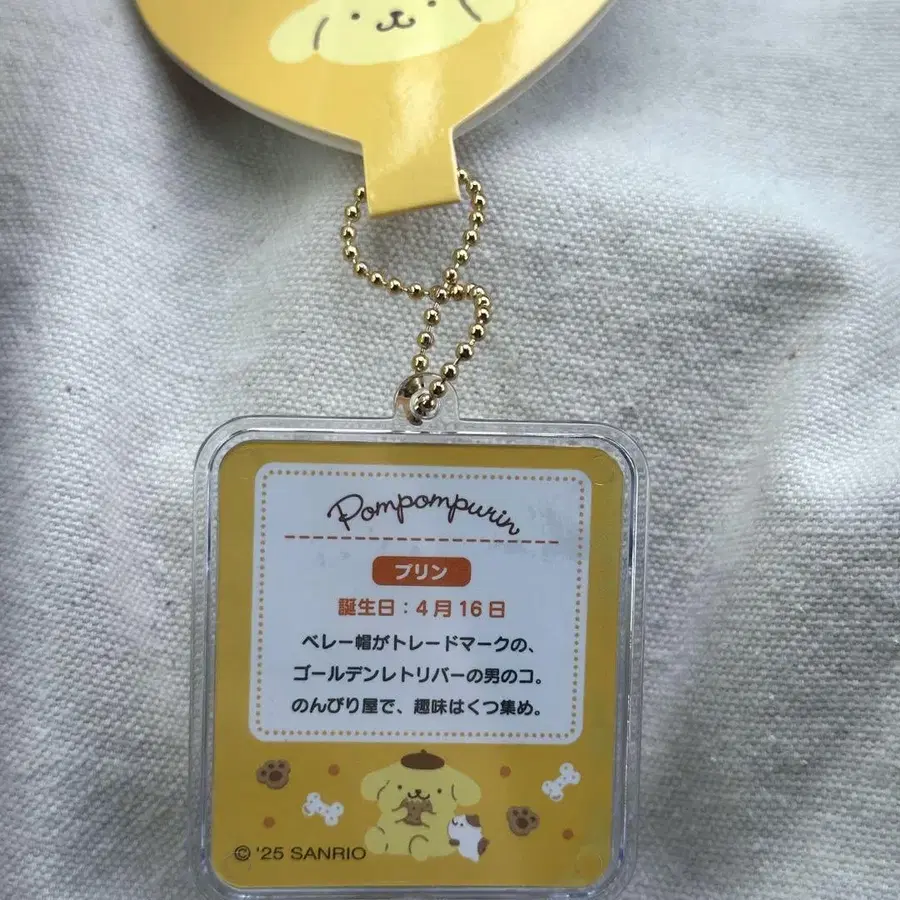 Pompompurin
プリン
誕生日：4月16日
ベレー帽がトレードマークの、
ゴールデンレトリバーの男のコ。
のんびり屋で、趣味はくつ集め。
© '25 SANRIO